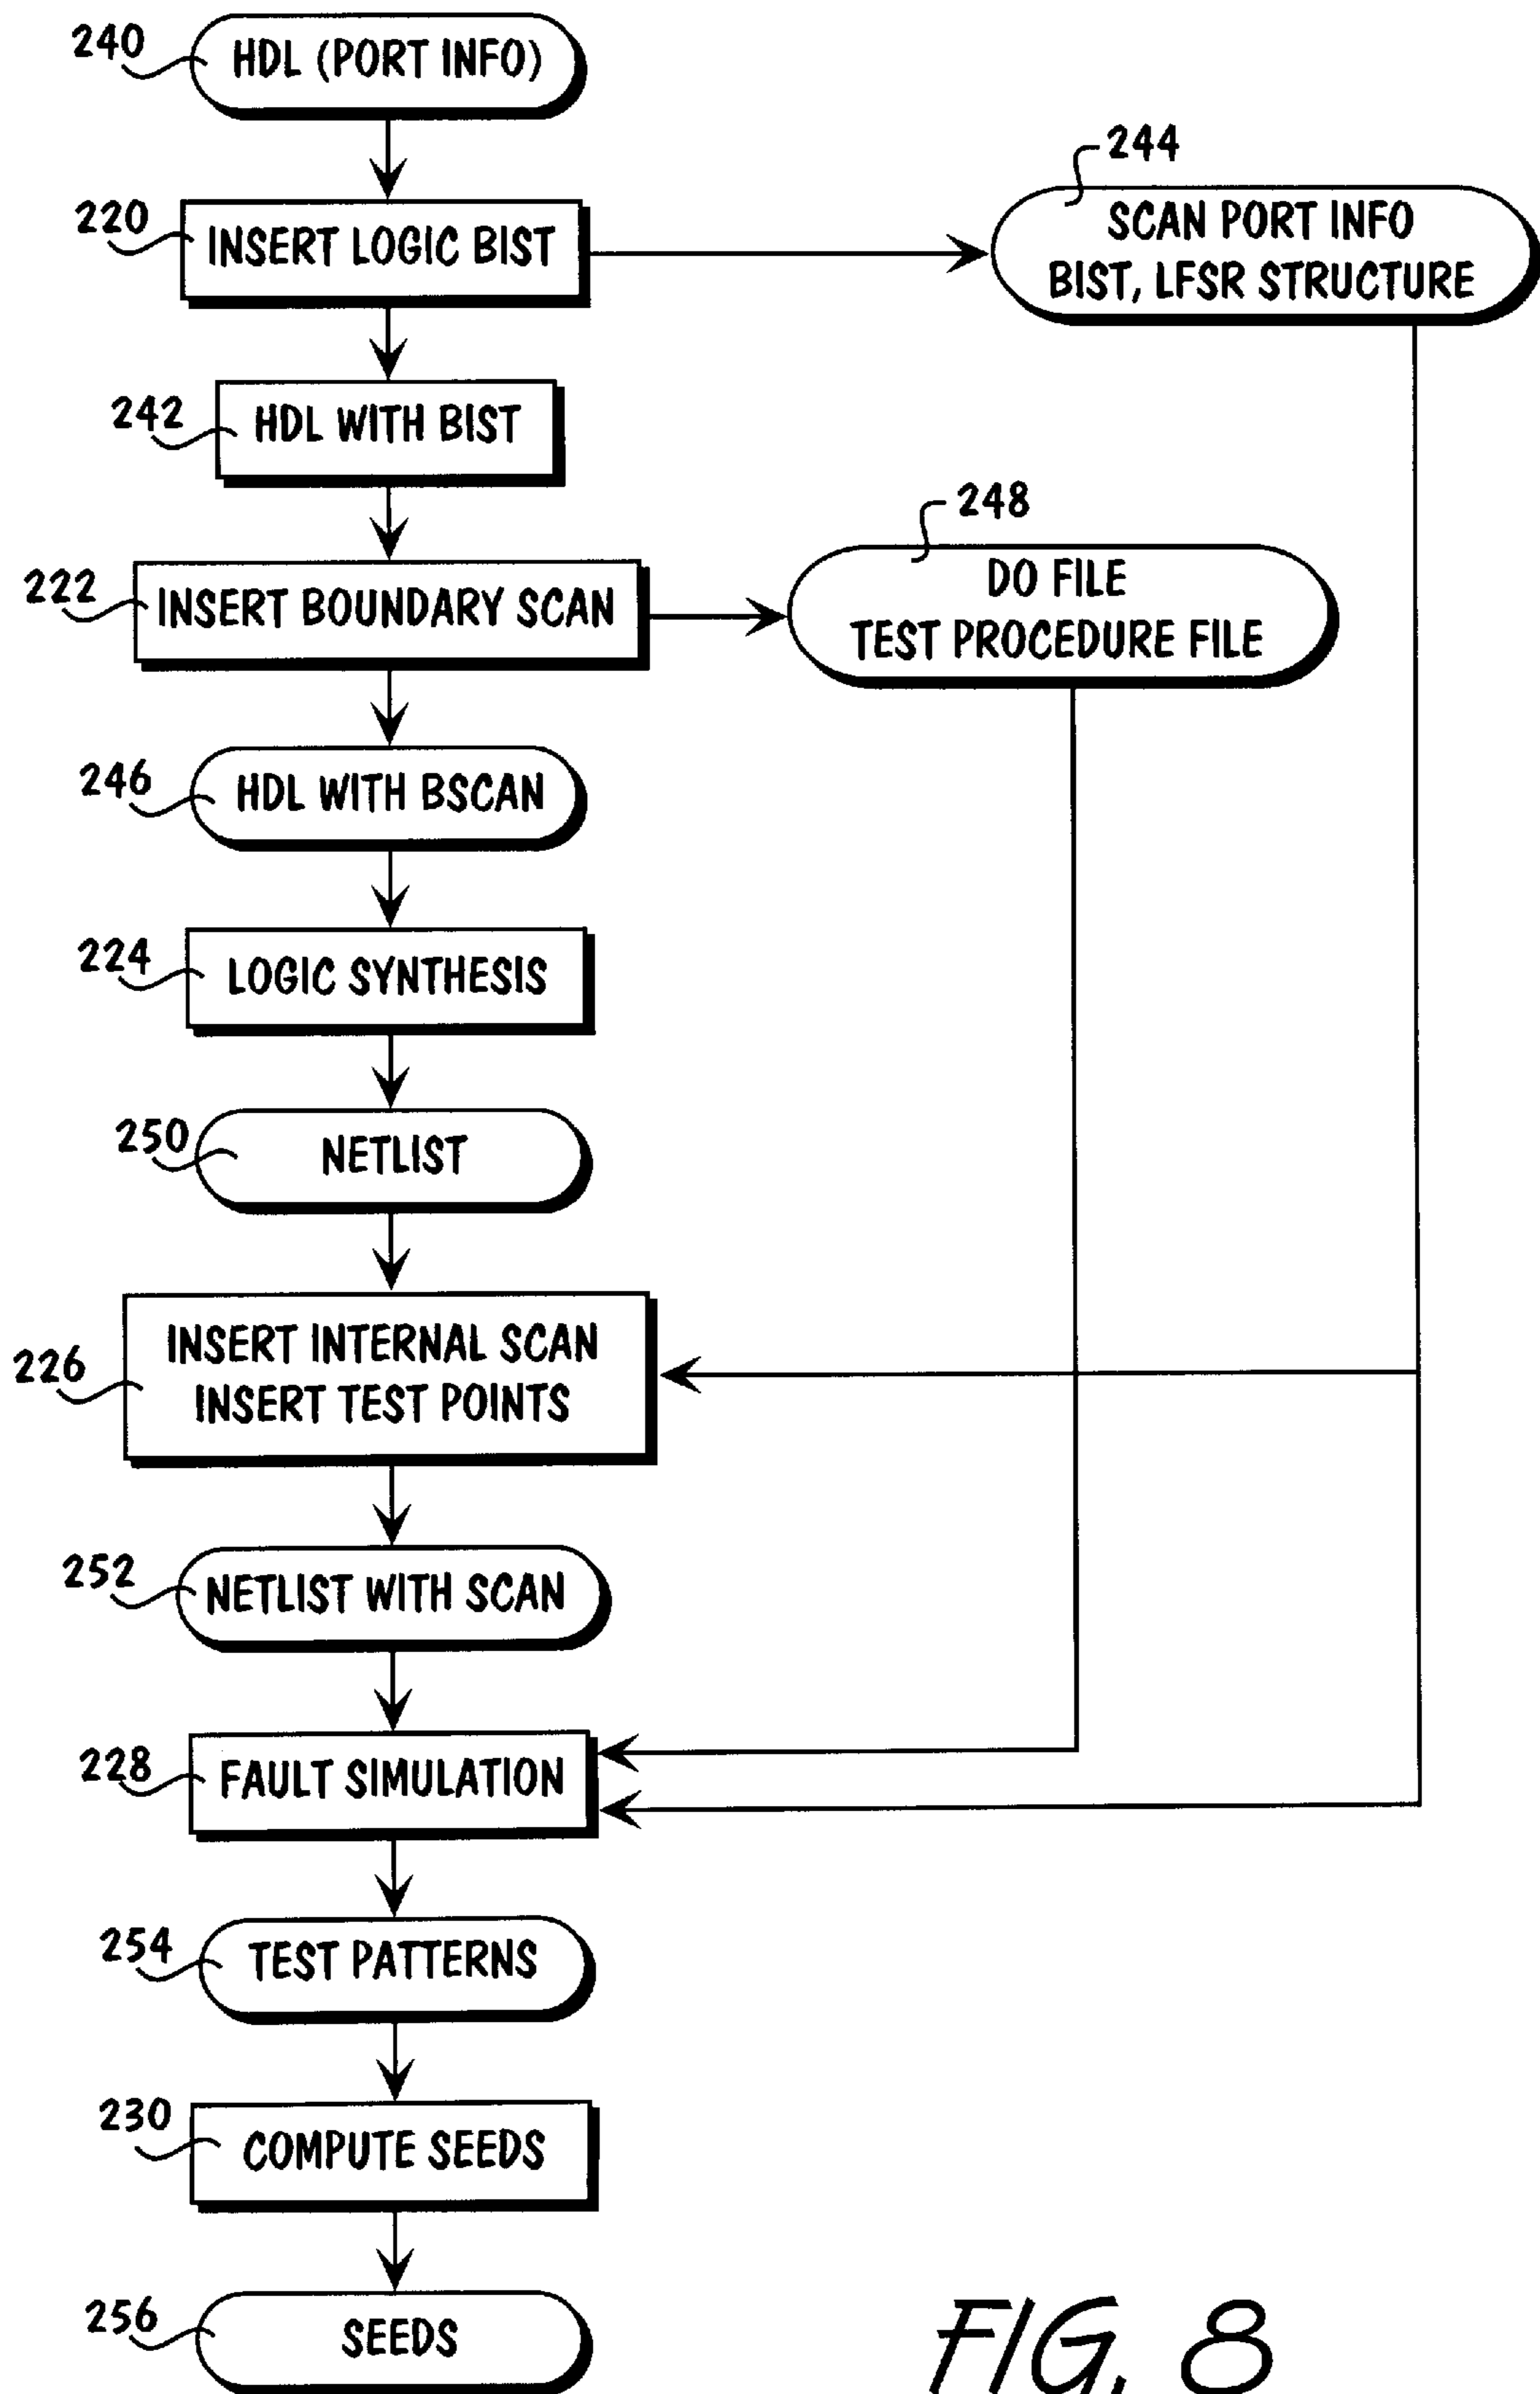 240
HDL (PORT INFO)
244
220
INSERT LOGIC BIST
SCAN PORT INFO
BIST, LFSR STRUCTURE
242
HDL WITH BIST
248
222
INSERT BOUNDARY SCAN
DO FILE
TEST PROCEDURE FILE
246
HDL WITH BSCAN
224
LOGIC SYNTHESIS
250
NETLIST
226
INSERT INTERNAL SCAN
INSERT TEST POINTS
252
NETLIST WITH SCAN
228
FAULT SIMULATION
254
TEST PATTERNS
230
COMPUTE SEEDS
256
SEEDS
FIG. 8